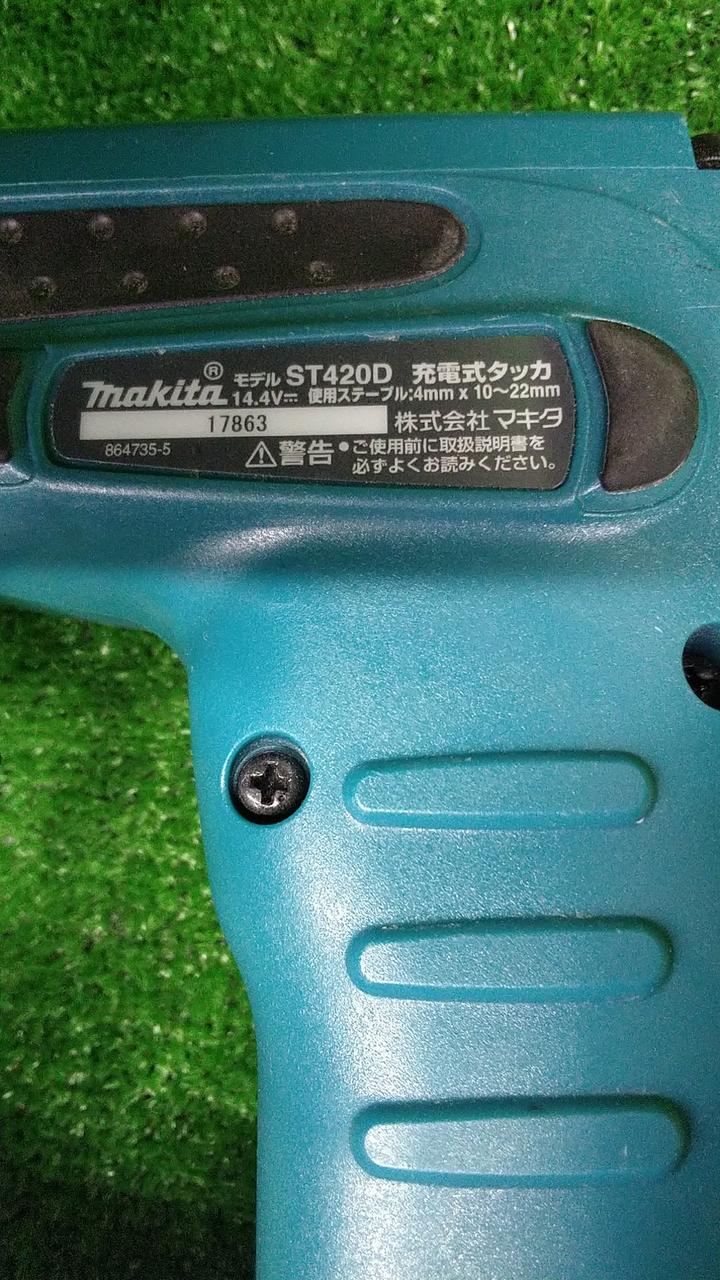 makita® モデル ST420D 充電式タッカ
14.4V⎓ 使用ステープル:4mm x 10～22mm
17863 株式会社 マキタ
864735-5 ⚠警告 ●ご使用前に取扱説明書を
必ずよくお読みください。